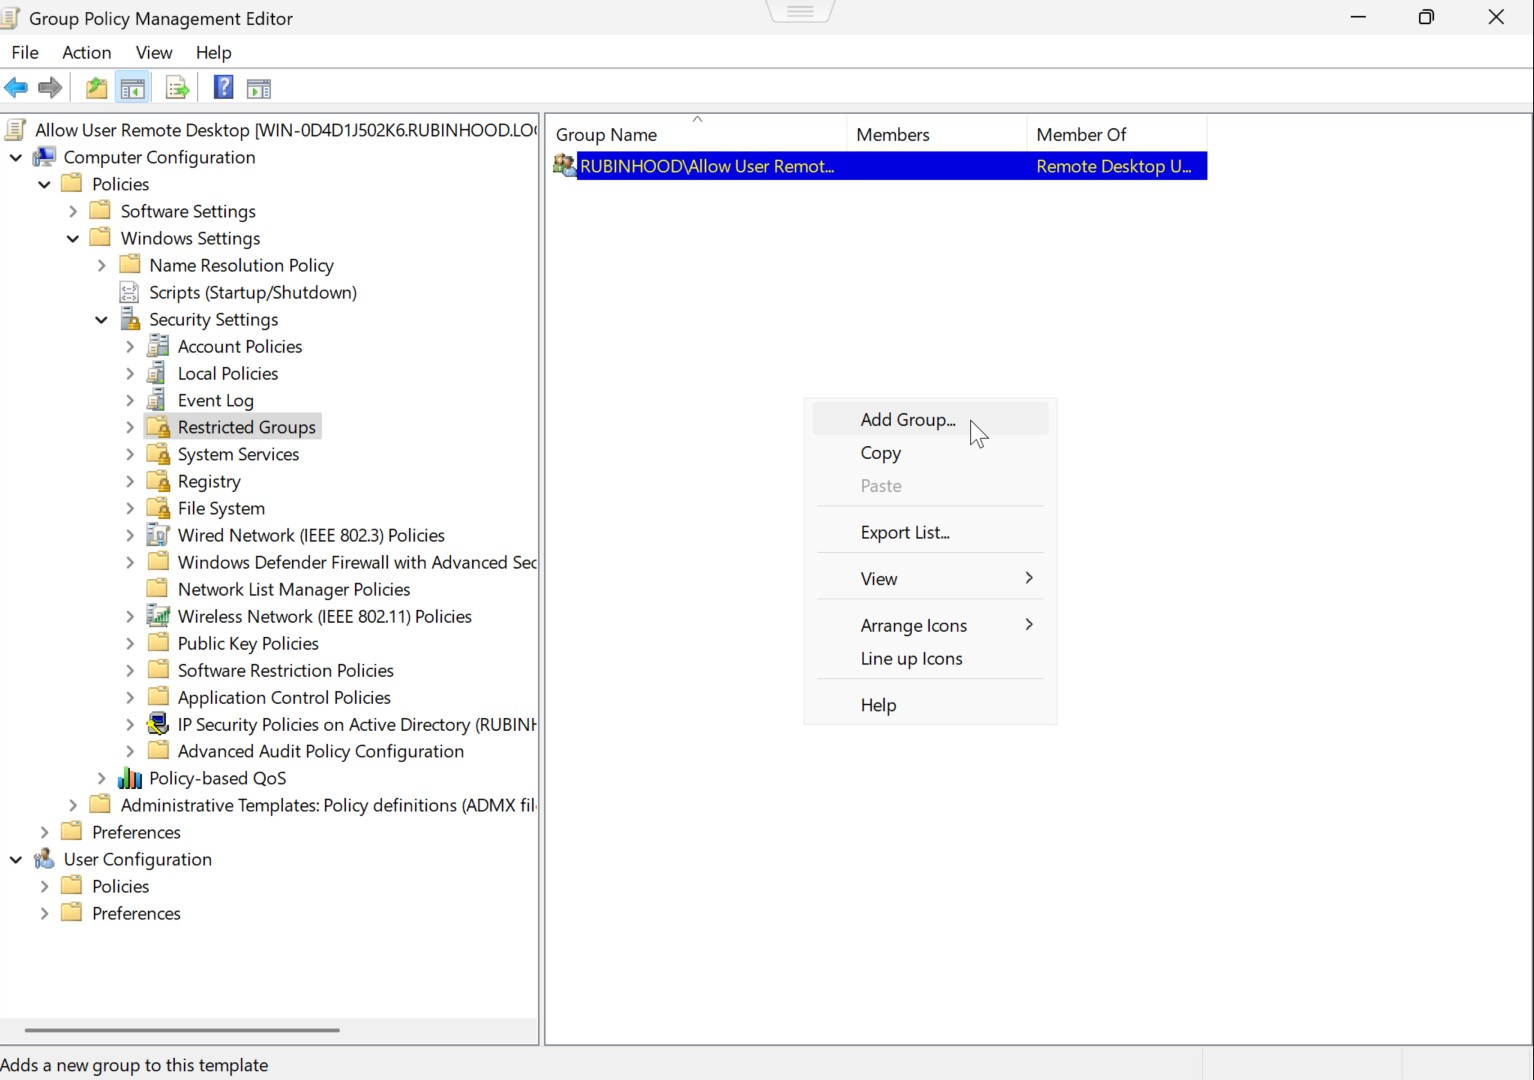 Group Policy Management Editor
File Action View Help
Allow User Remote Desktop [WIN-0D4D1J502K6.RUBINHOOD.LO
Computer Configuration
Policies
Software Settings
Windows Settings
Name Resolution Policy
Scripts (Startup/Shutdown)
Security Settings
Account Policies
Local Policies
Event Log
Restricted Groups
System Services
Registry
File System
Wired Network (IEEE 802.3) Policies
Windows Defender Firewall with Advanced Sec
Network List Manager Policies
Wireless Network (IEEE 802.11) Policies
Public Key Policies
Software Restriction Policies
Application Control Policies
IP Security Policies on Active Directory (RUBINH
Advanced Audit Policy Configuration
Policy-based QoS
Administrative Templates: Policy definitions (ADMX fil
Preferences
User Configuration
Policies
Preferences
Group Name Members Member Of
RUBINHOOD\Allow User Remot... Remote Desktop U...
Add Group...
Copy
Paste
Export List...
View
Arrange Icons
Line up Icons
Help
Adds a new group to this template